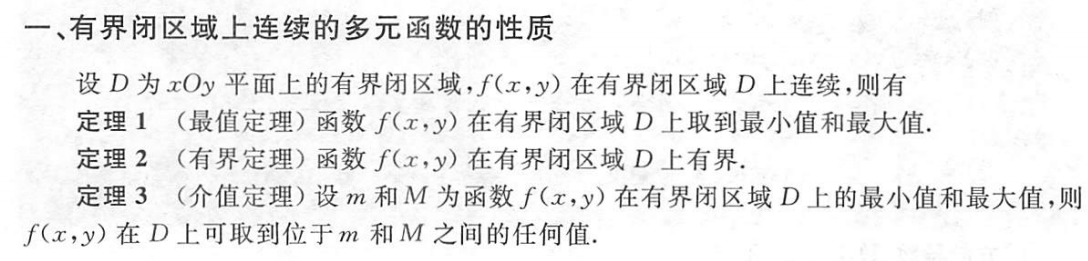 一、有界闭区域上连续的多元函数的性质
设 D 为 xOy 平面上的有界闭区域,f(x,y) 在有界闭区域 D 上连续,则有
定理 1 (最值定理) 函数 f(x,y) 在有界闭区域 D 上取到最小值和最大值.
定理 2 (有界定理) 函数 f(x,y) 在有界闭区域 D 上有界.
定理 3 (介值定理) 设 m 和 M 为函数 f(x,y) 在有界闭区域 D 上的最小值和最大值,则
f(x,y) 在 D 上可取到位于 m 和 M 之间的任何值.